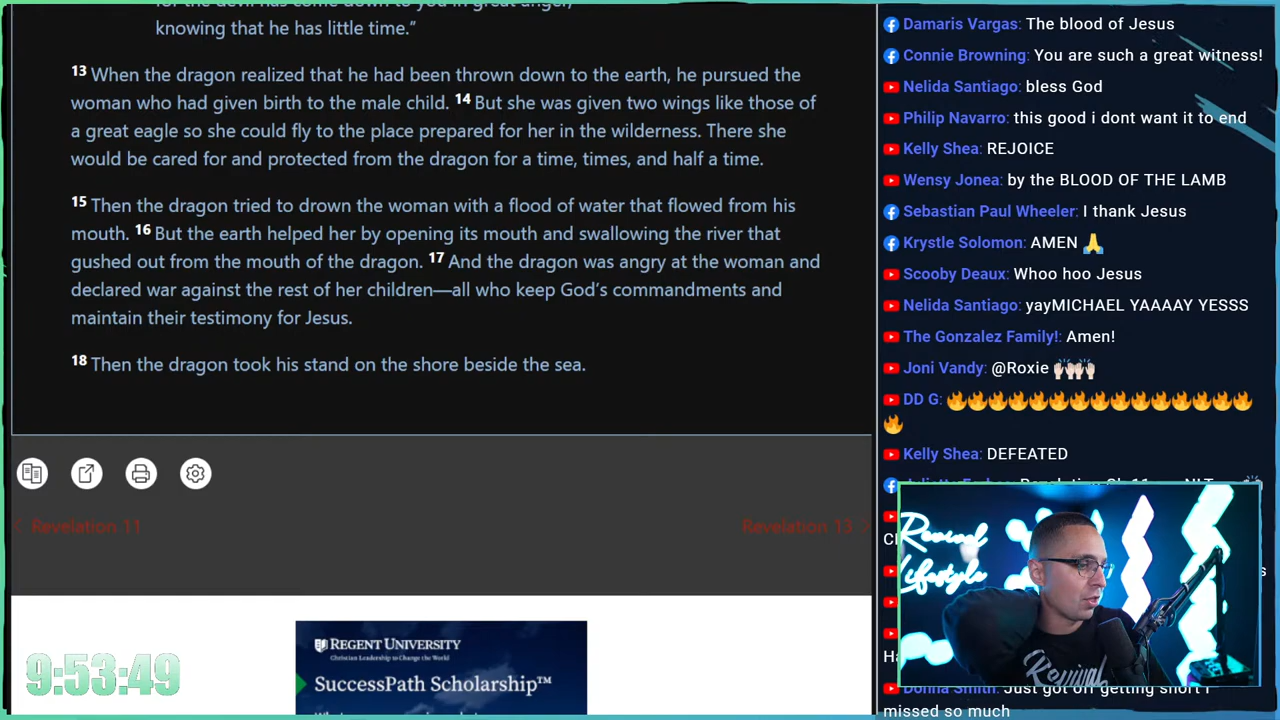 knowing that he has little time.”
13 When the dragon realized that he had been thrown down to the earth, he pursued the
woman who had given birth to the male child. 14 But she was given two wings like those of
a great eagle so she could fly to the place prepared for her in the wilderness. There she
would be cared for and protected from the dragon for a time, times, and half a time.
15 Then the dragon tried to drown the woman with a flood of water that flowed from his
mouth. 16 But the earth helped her by opening its mouth and swallowing the river that
gushed out from the mouth of the dragon. 17 And the dragon was angry at the woman and
declared war against the rest of her children—all who keep God’s commandments and
maintain their testimony for Jesus.
18 Then the dragon took his stand on the shore beside the sea.
Revelation 11
Revelation 13
REGENT UNIVERSITY
Christian Leadership to Change the World
SuccessPath Scholarship™
9:53:49
Damaris Vargas: The blood of Jesus
Connie Browning: You are such a great witness!
Nelida Santiago: bless God
Philip Navarro: this good i dont want it to end
Kelly Shea: REJOICE
Wensy Jonea: by the BLOOD OF THE LAMB
Sebastian Paul Wheeler: I thank Jesus
Krystle Solomon: AMEN 🙏
Scooby Deaux: Whoo hoo Jesus
Nelida Santiago: yayMICHAEL YAAAAY YESSS
The Gonzalez Family!: Amen!
Joni Vandy: @Roxie 🙌🏻🙌🏻
DD G: 🔥🔥🔥🔥🔥🔥🔥🔥🔥🔥🔥🔥🔥🔥🔥
🔥
Kelly Shea: DEFEATED
Revival
Lifestyle
Revival
Donna Smith: Just got off getting short i
missed so much